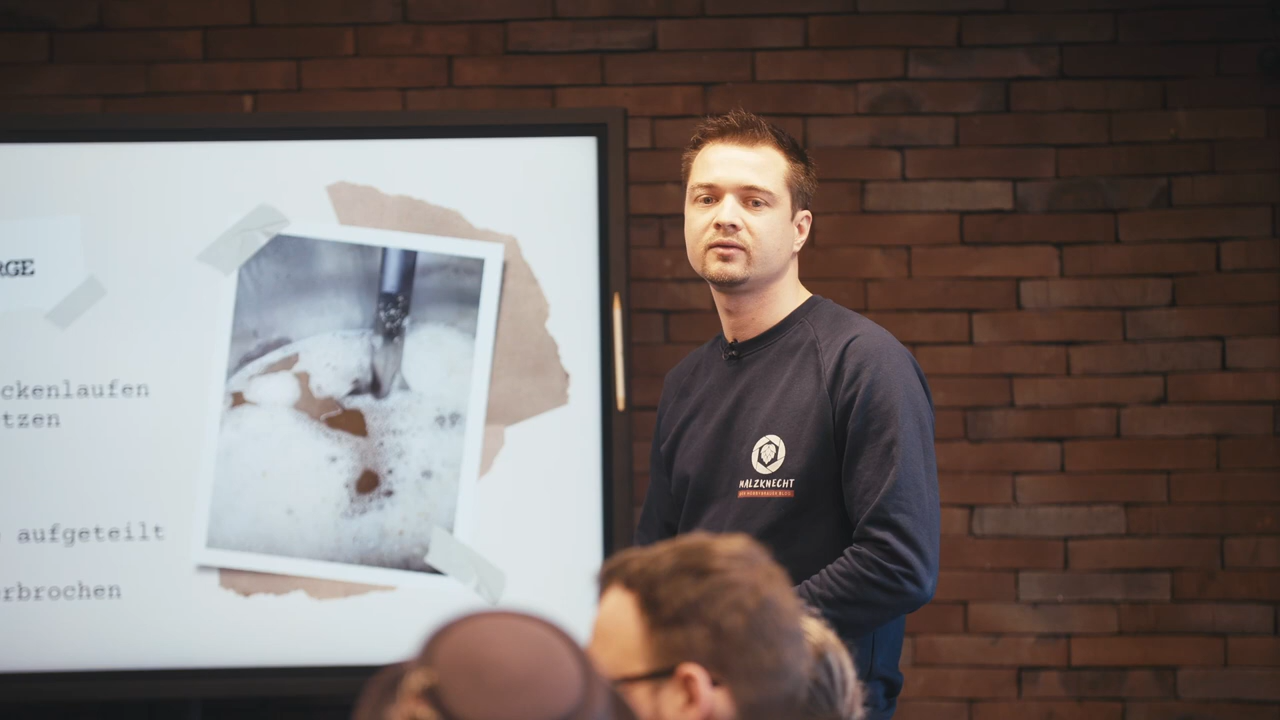 RGE
ckenlaufen
tzen
aufgeteilt
rbrochen
MALZKNECHT